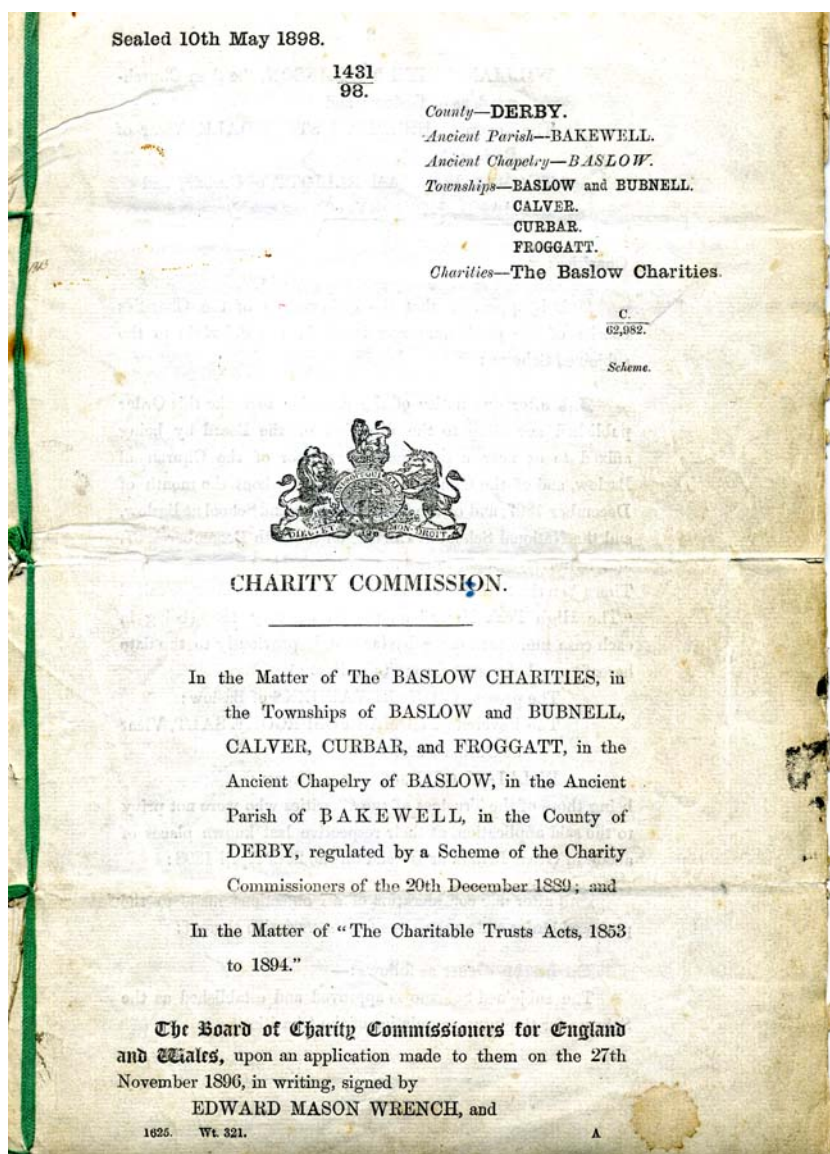 Sealed 10th May 1898.
1431
98.
County—DERBY.
Ancient Parish—BAKEWELL.
Ancient Chapelry—BASLOW.
Townships—BASLOW and BUBNELL.
CALVER.
CURBAR.
FROGGATT.
Charities—The Baslow Charities.
C.
62,982.
Scheme.
DIEU ET MON DROIT
CHARITY COMMISSION.
In the Matter of The BASLOW CHARITIES, in
the Townships of BASLOW and BUBNELL,
CALVER, CURBAR, and FROGGATT, in the
Ancient Chapelry of BASLOW, in the Ancient
Parish of BAKEWELL, in the County of
DERBY, regulated by a Scheme of the Charity
Commissioners of the 20th December 1889; and
In the Matter of "The Charitable Trusts Acts, 1853
to 1894."
The Board of Charity Commissioners for England
and Wales, upon an application made to them on the 27th
November 1896, in writing, signed by
EDWARD MASON WRENCH, and
1625. Wt. 321. A